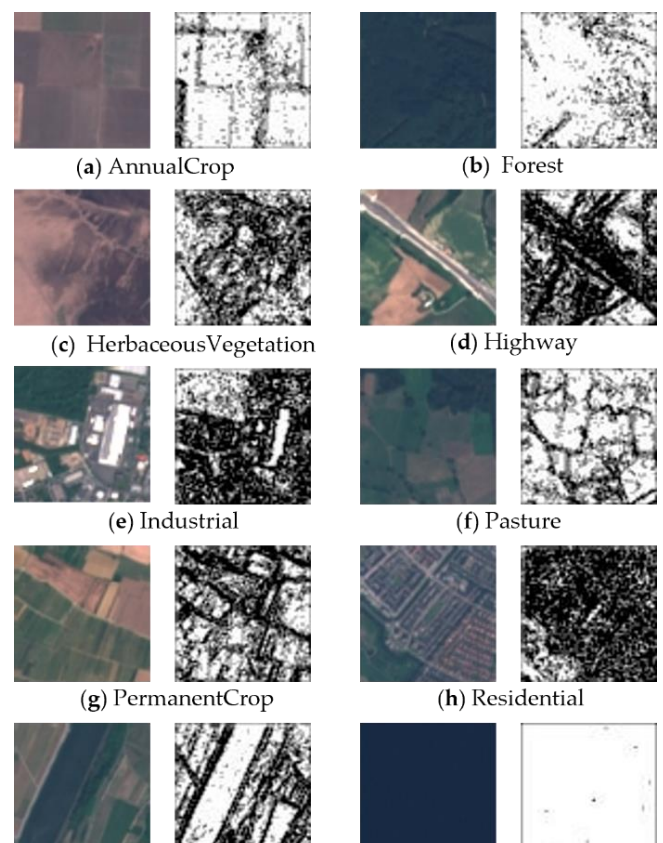 (a) AnnualCrop
(b) Forest
(c) HerbaceousVegetation
(d) Highway
(e) Industrial
(f) Pasture
(g) PermanentCrop
(h) Residential